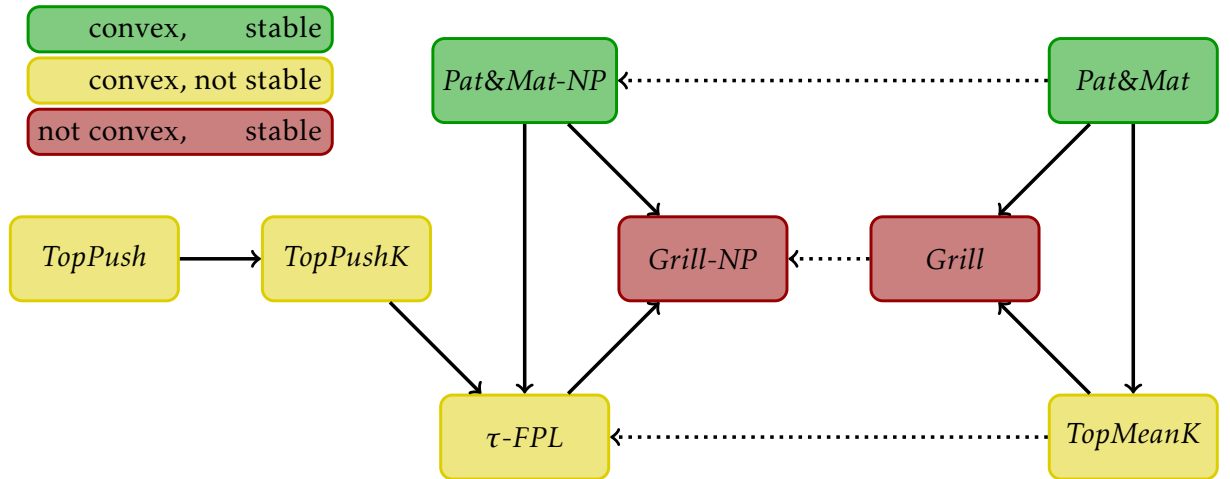 convex, stable
convex, not stable
not convex, stable
Pat&Mat-NP
Pat&Mat
TopPush
TopPushK
Grill-NP
Grill
τ-FPL
TopMeanK